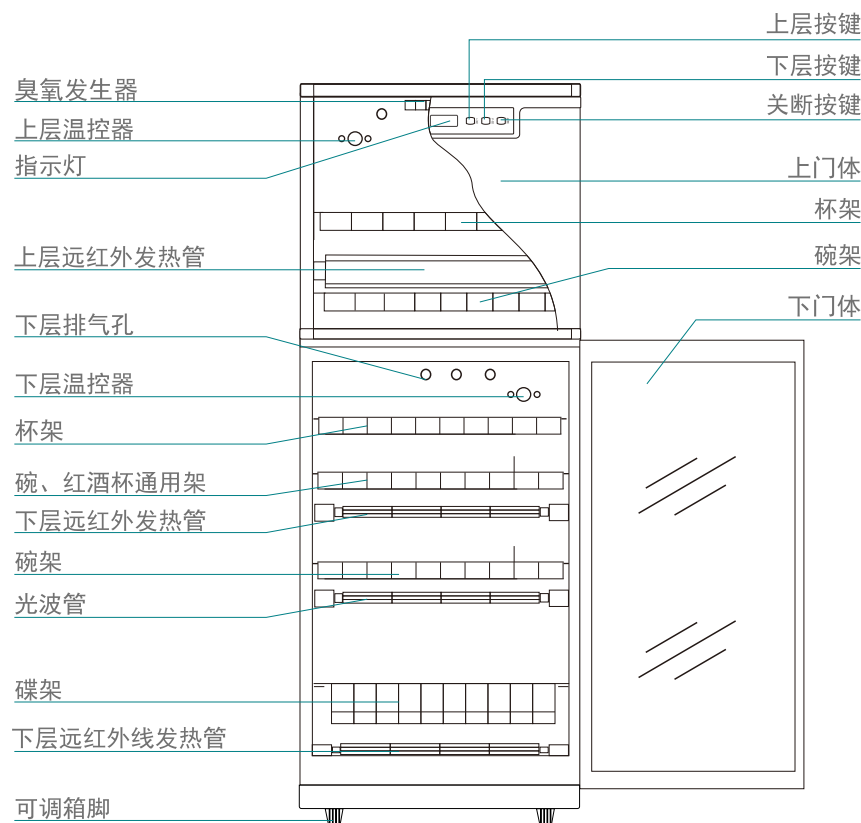 上层按键
下层按键
关断按键
上门体
杯架
碗架
下门体
臭氧发生器
上层温控器
指示灯
上层远红外发热管
下层排气孔
下层温控器
杯架
碗、红酒杯通用架
下层远红外发热管
碗架
光波管
碟架
下层远红外线发热管
可调箱脚